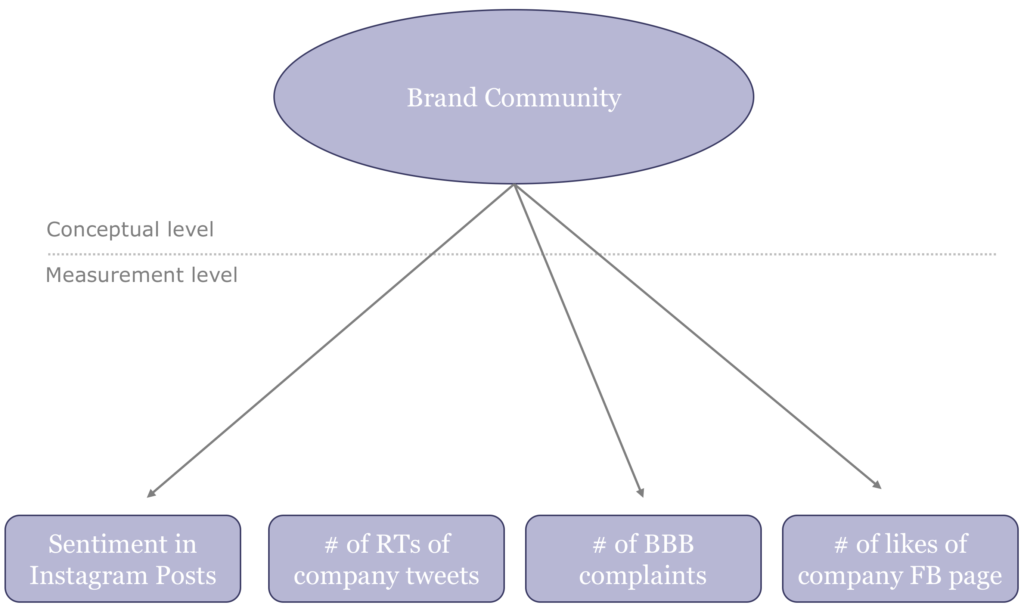 Brand Community
Conceptual level
Measurement level
Sentiment in
Instagram Posts
# of RTs of
company tweets
# of BBB
complaints
# of likes of
company FB page